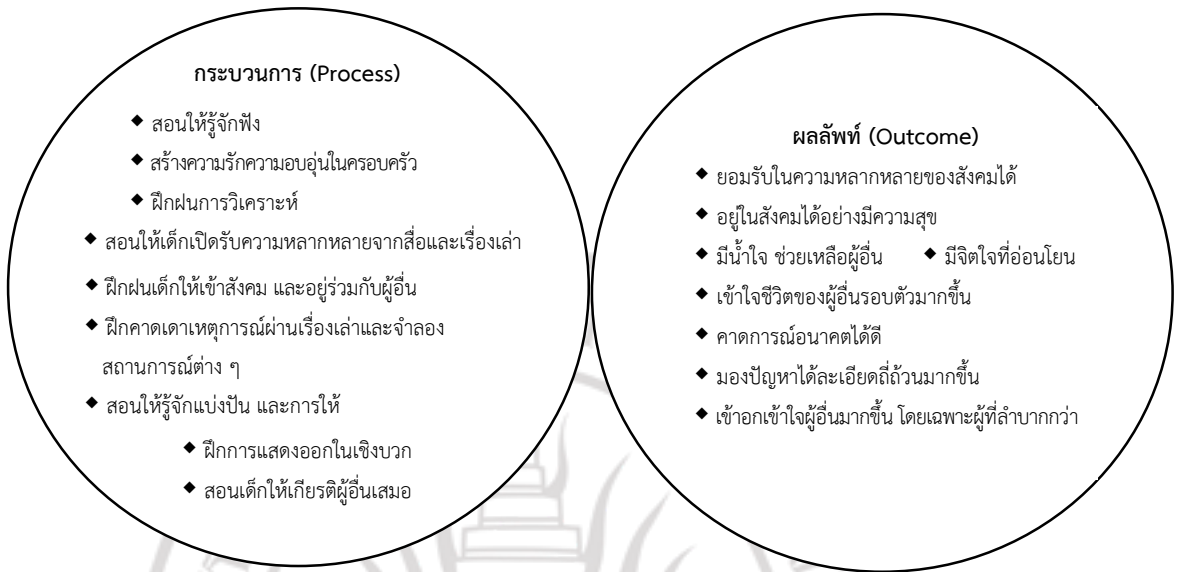 กระบวนการ (Process)
◆ สอนให้รู้จักฟัง
◆ สร้างความรักความอบอุ่นในครอบครัว
◆ ฝึกฝนการวิเคราะห์
◆ สอนให้เด็กเปิดรับความหลากหลายจากสื่อและเรื่องเล่า
◆ ฝึกฝนเด็กให้เข้าสังคม และอยู่ร่วมกับผู้อื่น
◆ ฝึกคาดเดาเหตุการณ์ผ่านเรื่องเล่าและจำลอง
สถานการณ์ต่าง ๆ
◆ สอนให้รู้จักแบ่งปัน และการให้
◆ ฝึกการแสดงออกในเชิงบวก
◆ สอนเด็กให้เกียรติผู้อื่นเสมอ
ผลลัพท์ (Outcome)
◆ ยอมรับในความหลากหลายของสังคมได้
◆ อยู่ในสังคมได้อย่างมีความสุข
◆ มีน้ำใจ ช่วยเหลือผู้อื่น ◆ มีจิตใจที่อ่อนโยน
◆ เข้าใจชีวิตของผู้อื่นรอบตัวมากขึ้น
◆ คาดการณ์อนาคตได้ดี
◆ มองปัญหาได้ละเอียดถี่ถ้วนมากขึ้น
◆ เข้าอกเข้าใจผู้อื่นมากขึ้น โดยเฉพาะผู้ที่ลำบากกว่า